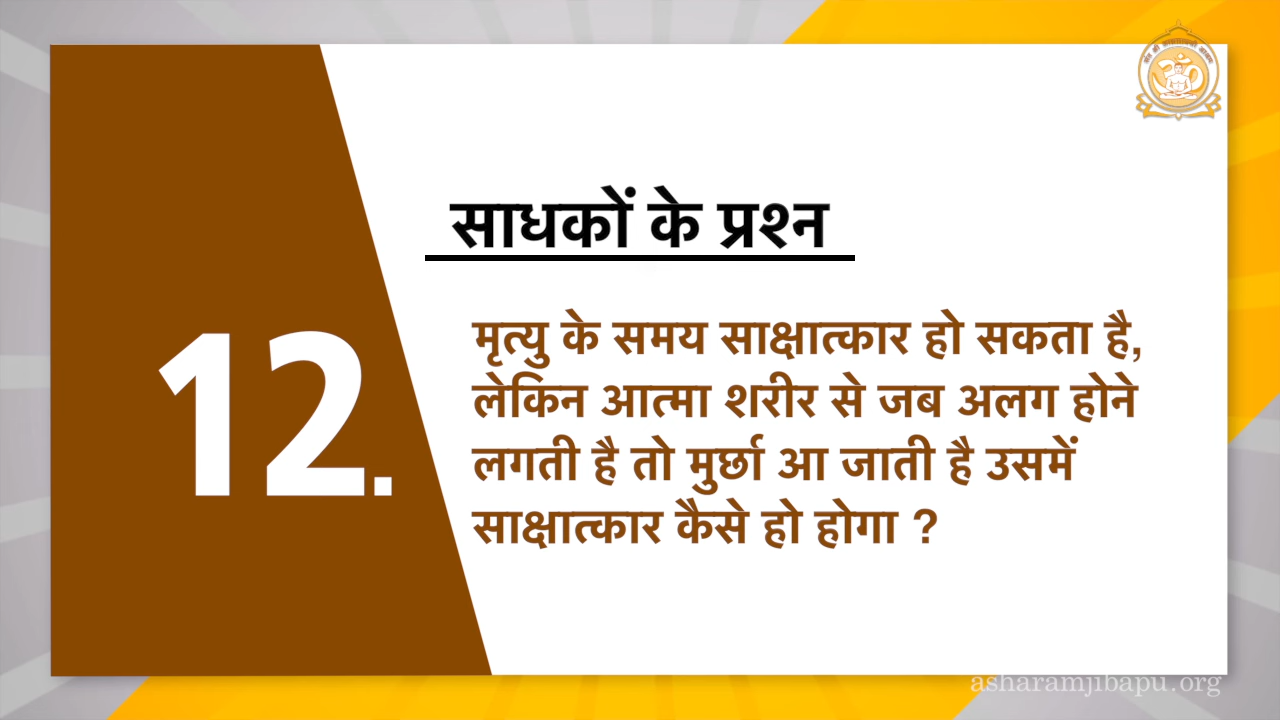 साधकों के प्रश्न
12.
मृत्यु के समय साक्षात्कार हो सकता है,
लेकिन आत्मा शरीर से जब अलग होने
लगती है तो मुर्छा आ जाती है उसमें
साक्षात्कार कैसे हो होगा ?
asharamjibapu.org